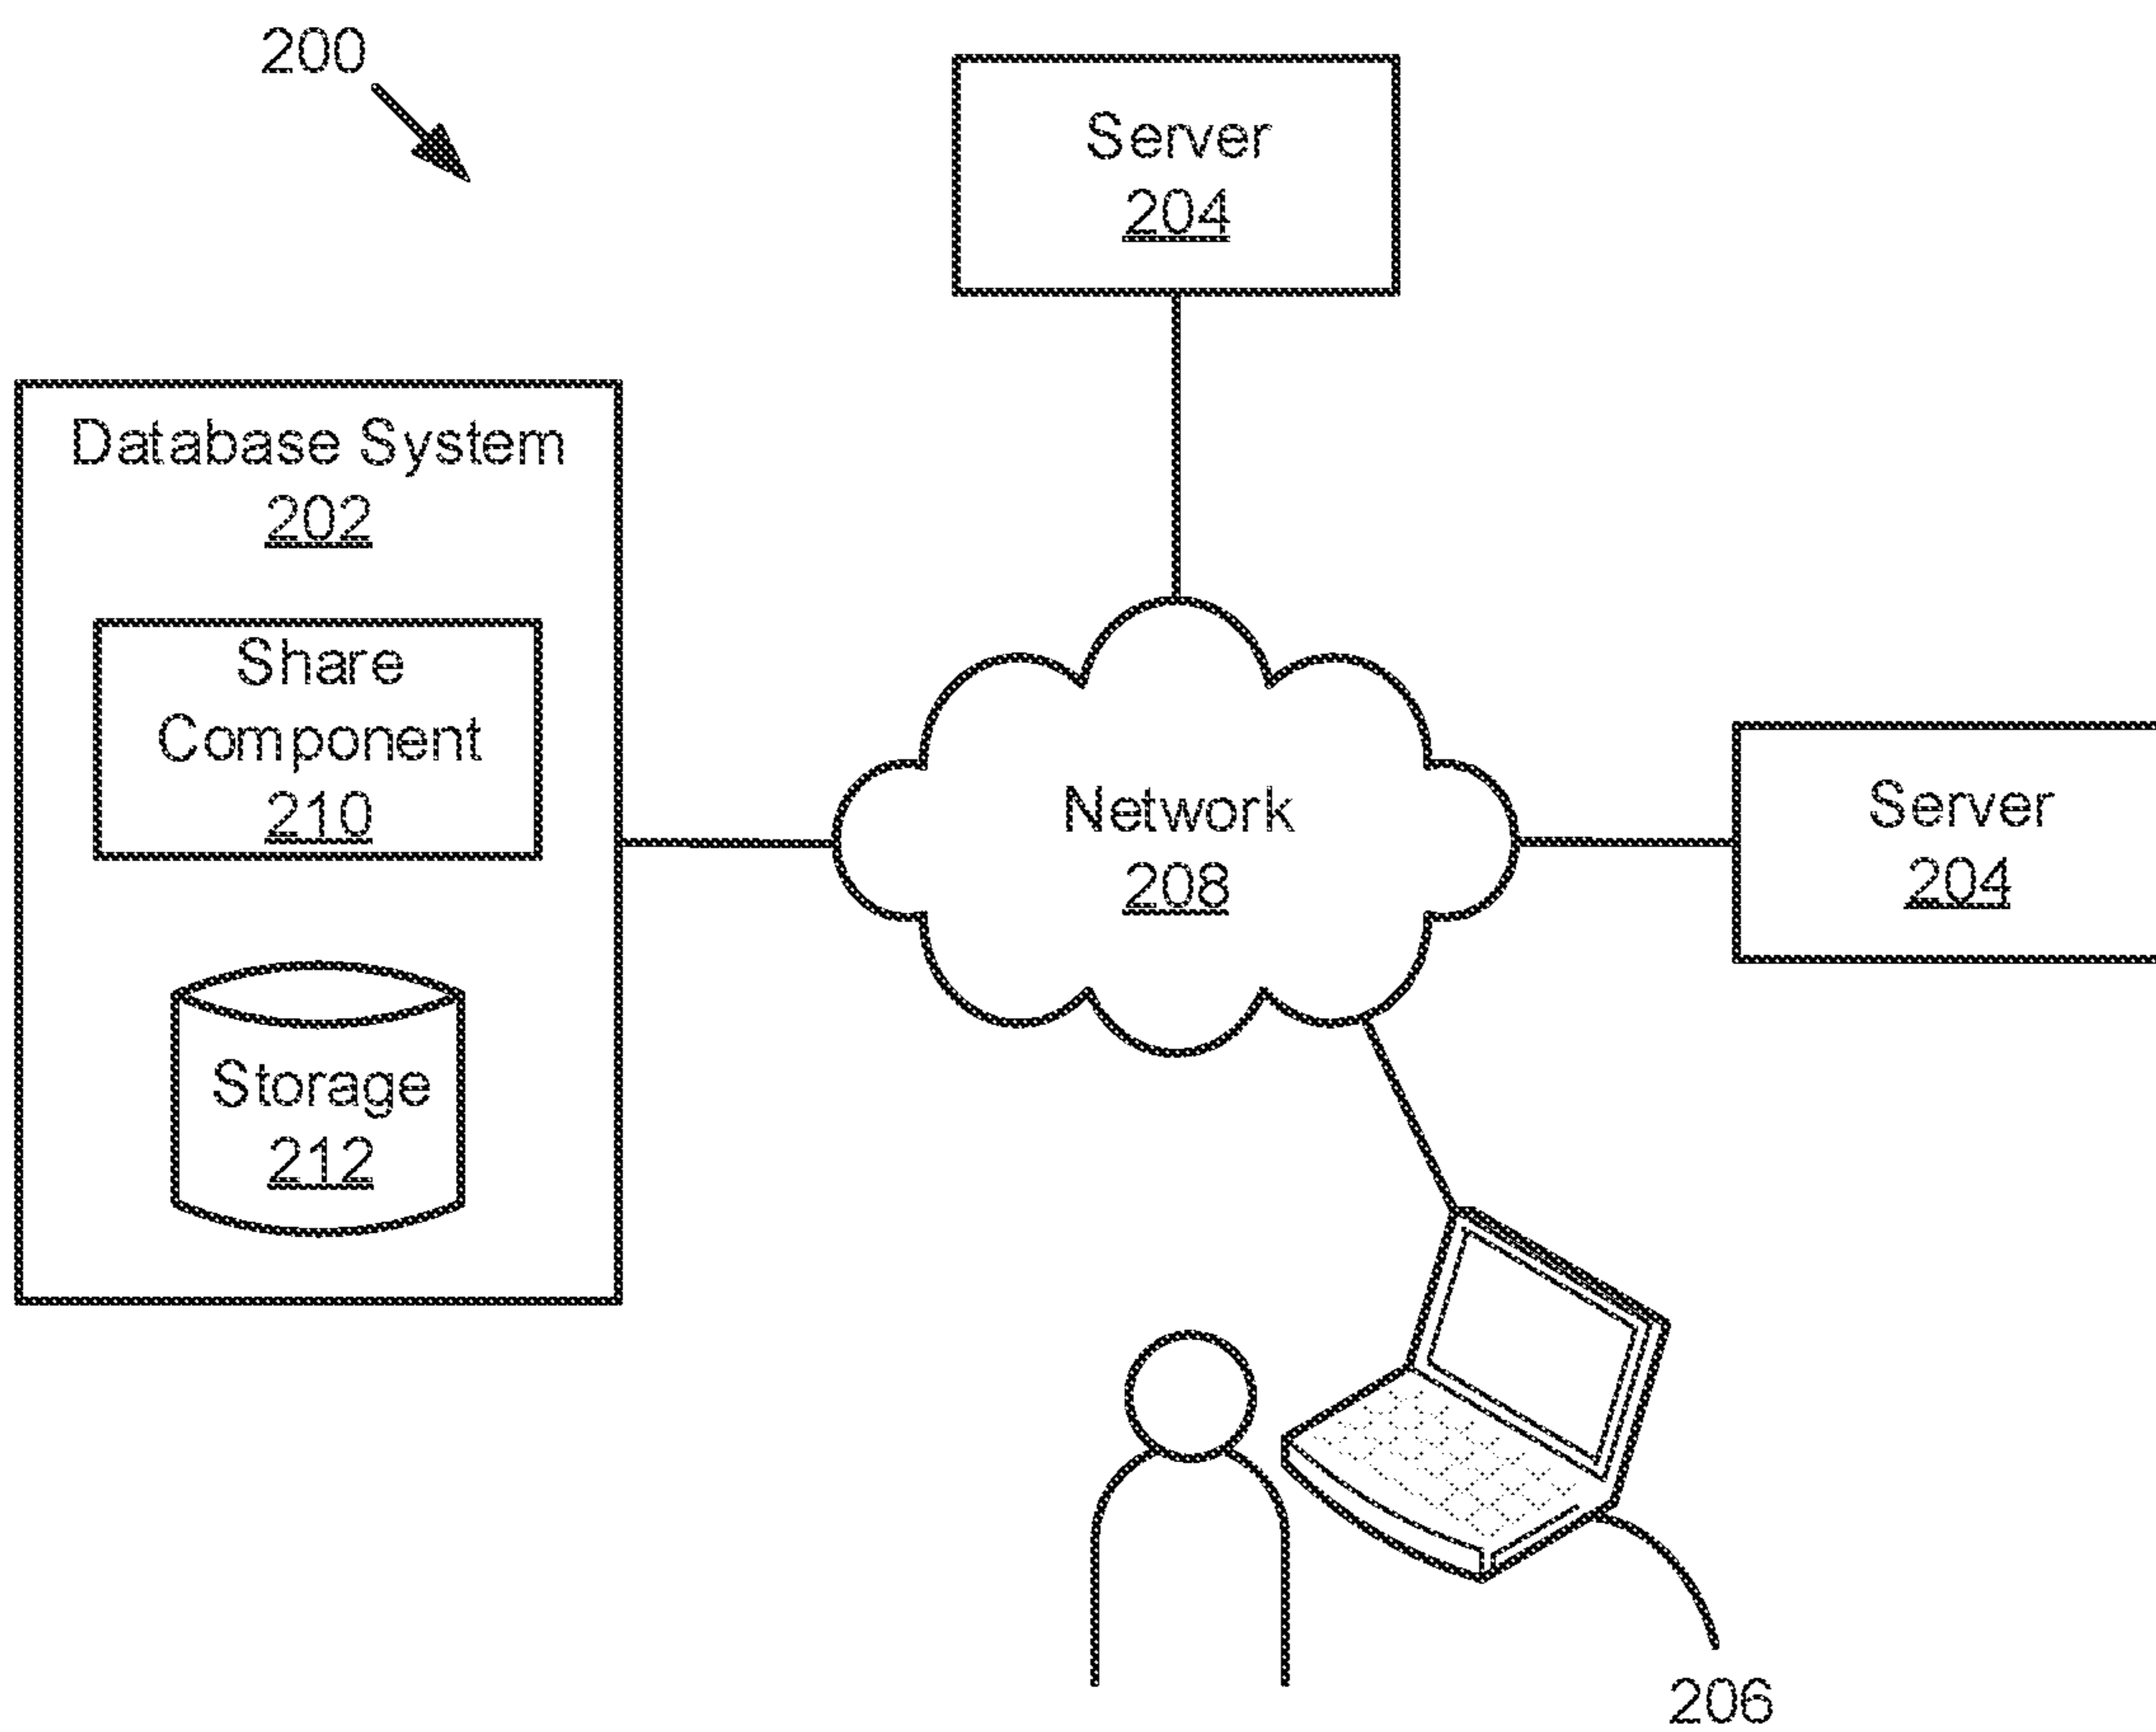 200
Server
204
Database System
202
Share
Component
210
Storage
212
Network
208
Server
204
206